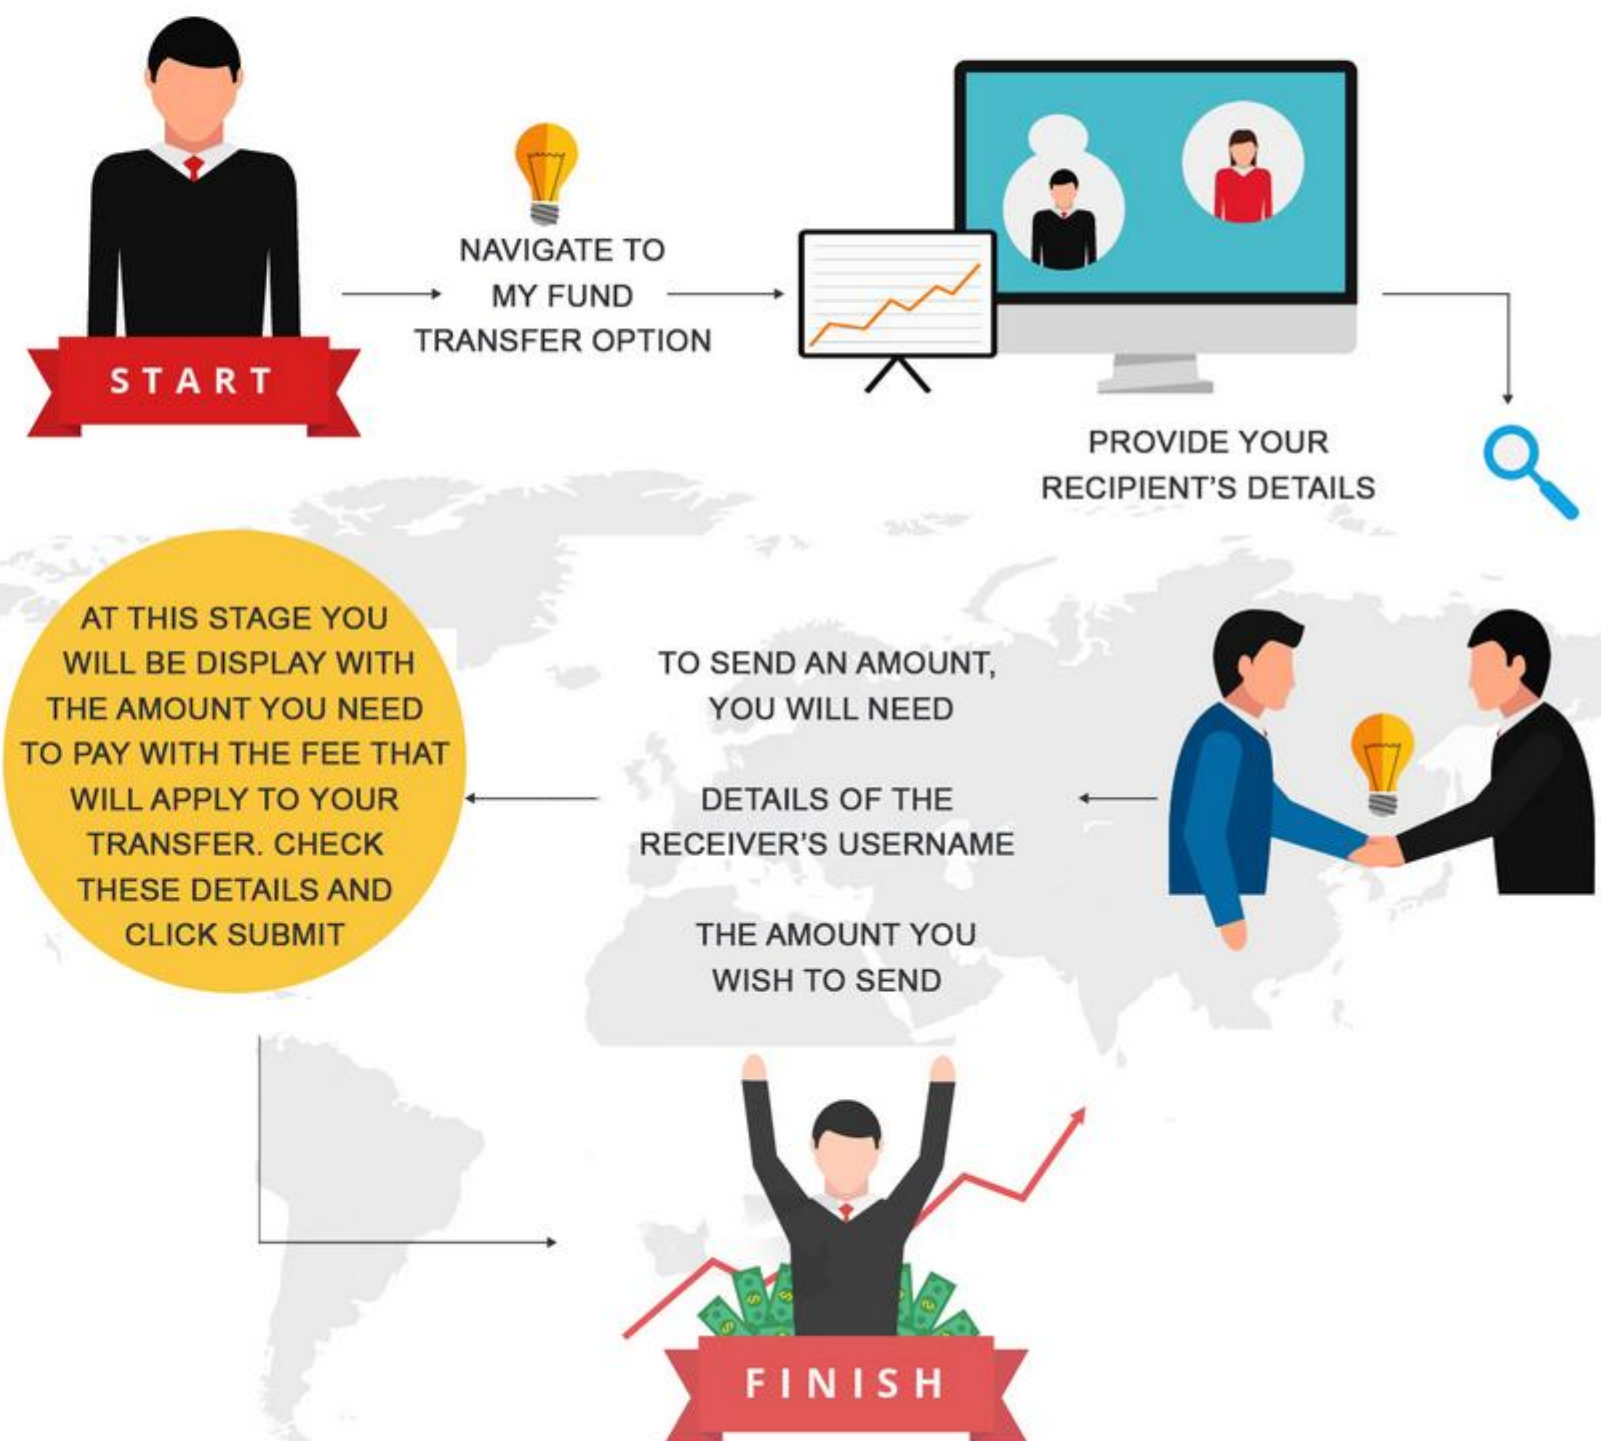 START
NAVIGATE TO
MY FUND
TRANSFER OPTION
PROVIDE YOUR
RECIPIENT'S DETAILS
TO SEND AN AMOUNT,
YOU WILL NEED
DETAILS OF THE
RECEIVER'S USERNAME
THE AMOUNT YOU
WISH TO SEND
AT THIS STAGE YOU
WILL BE DISPLAY WITH
THE AMOUNT YOU NEED
TO PAY WITH THE FEE THAT
WILL APPLY TO YOUR
TRANSFER. CHECK
THESE DETAILS AND
CLICK SUBMIT
FINISH